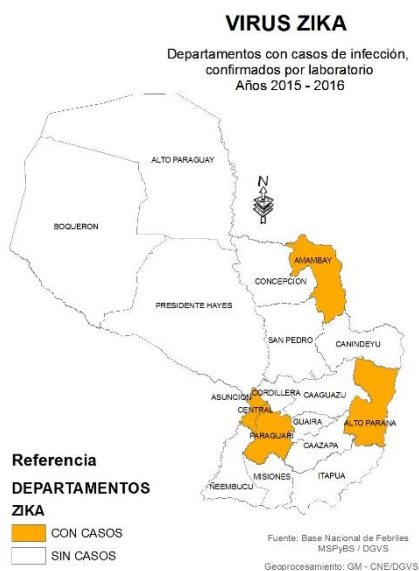 VIRUS ZIKA
Departamentos con casos de infección,
confirmados por laboratorio
Años 2015 - 2016
ALTO PARAGUAY
N
BOQUERON
AMAMBAY
CONCEPCION
PRESIDENTE HAYES
SAN PEDRO
CANINDEYU
ASUNCION
CORDILLERA
CAAGUAZU
CENTRAL
GUAIRA
ALTO PARANA
PARAGUARI
CAAZAPA
MISIONES
ITAPUA
ÑEEMBUCU
Referencia
DEPARTAMENTOS
ZIKA
CON CASOS
SIN CASOS
Fuente: Base Nacional de Febriles
MSPyBS / DGVS
Geoprocesamiento: GM - CNE/DGVS